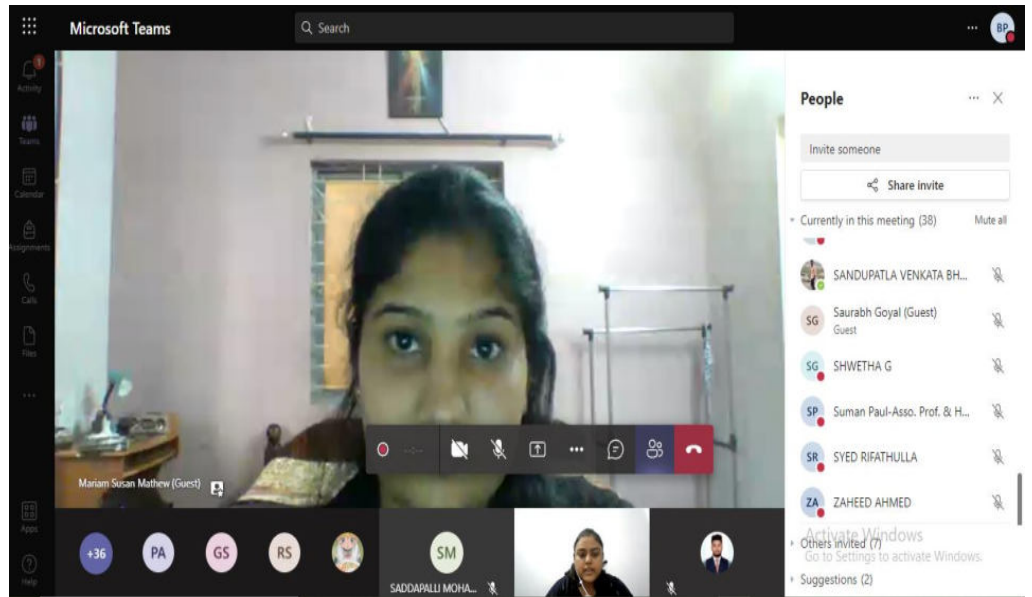 Microsoft Teams
Search
BP
1
Activity
Teams
Calendar
Assignments
Calls
Files
Apps
Help
Mariam Susan Mathew (Guest)
+36
PA
GS
RS
SM
SADDAPALLI MOHA...
People
Invite someone
Share invite
Currently in this meeting (38)
Mute all
SANDUPATLA VENKATA BH...
SG
Saurabh Goyal (Guest)
Guest
SG
SHWETHA G
SP
Suman Paul-Asso. Prof. & H...
SR
SYED RIFATHULLA
ZA
ZAHEED AHMED
Activate Windows
Go to Settings to activate Windows.
Others invited (7)
Suggestions (2)